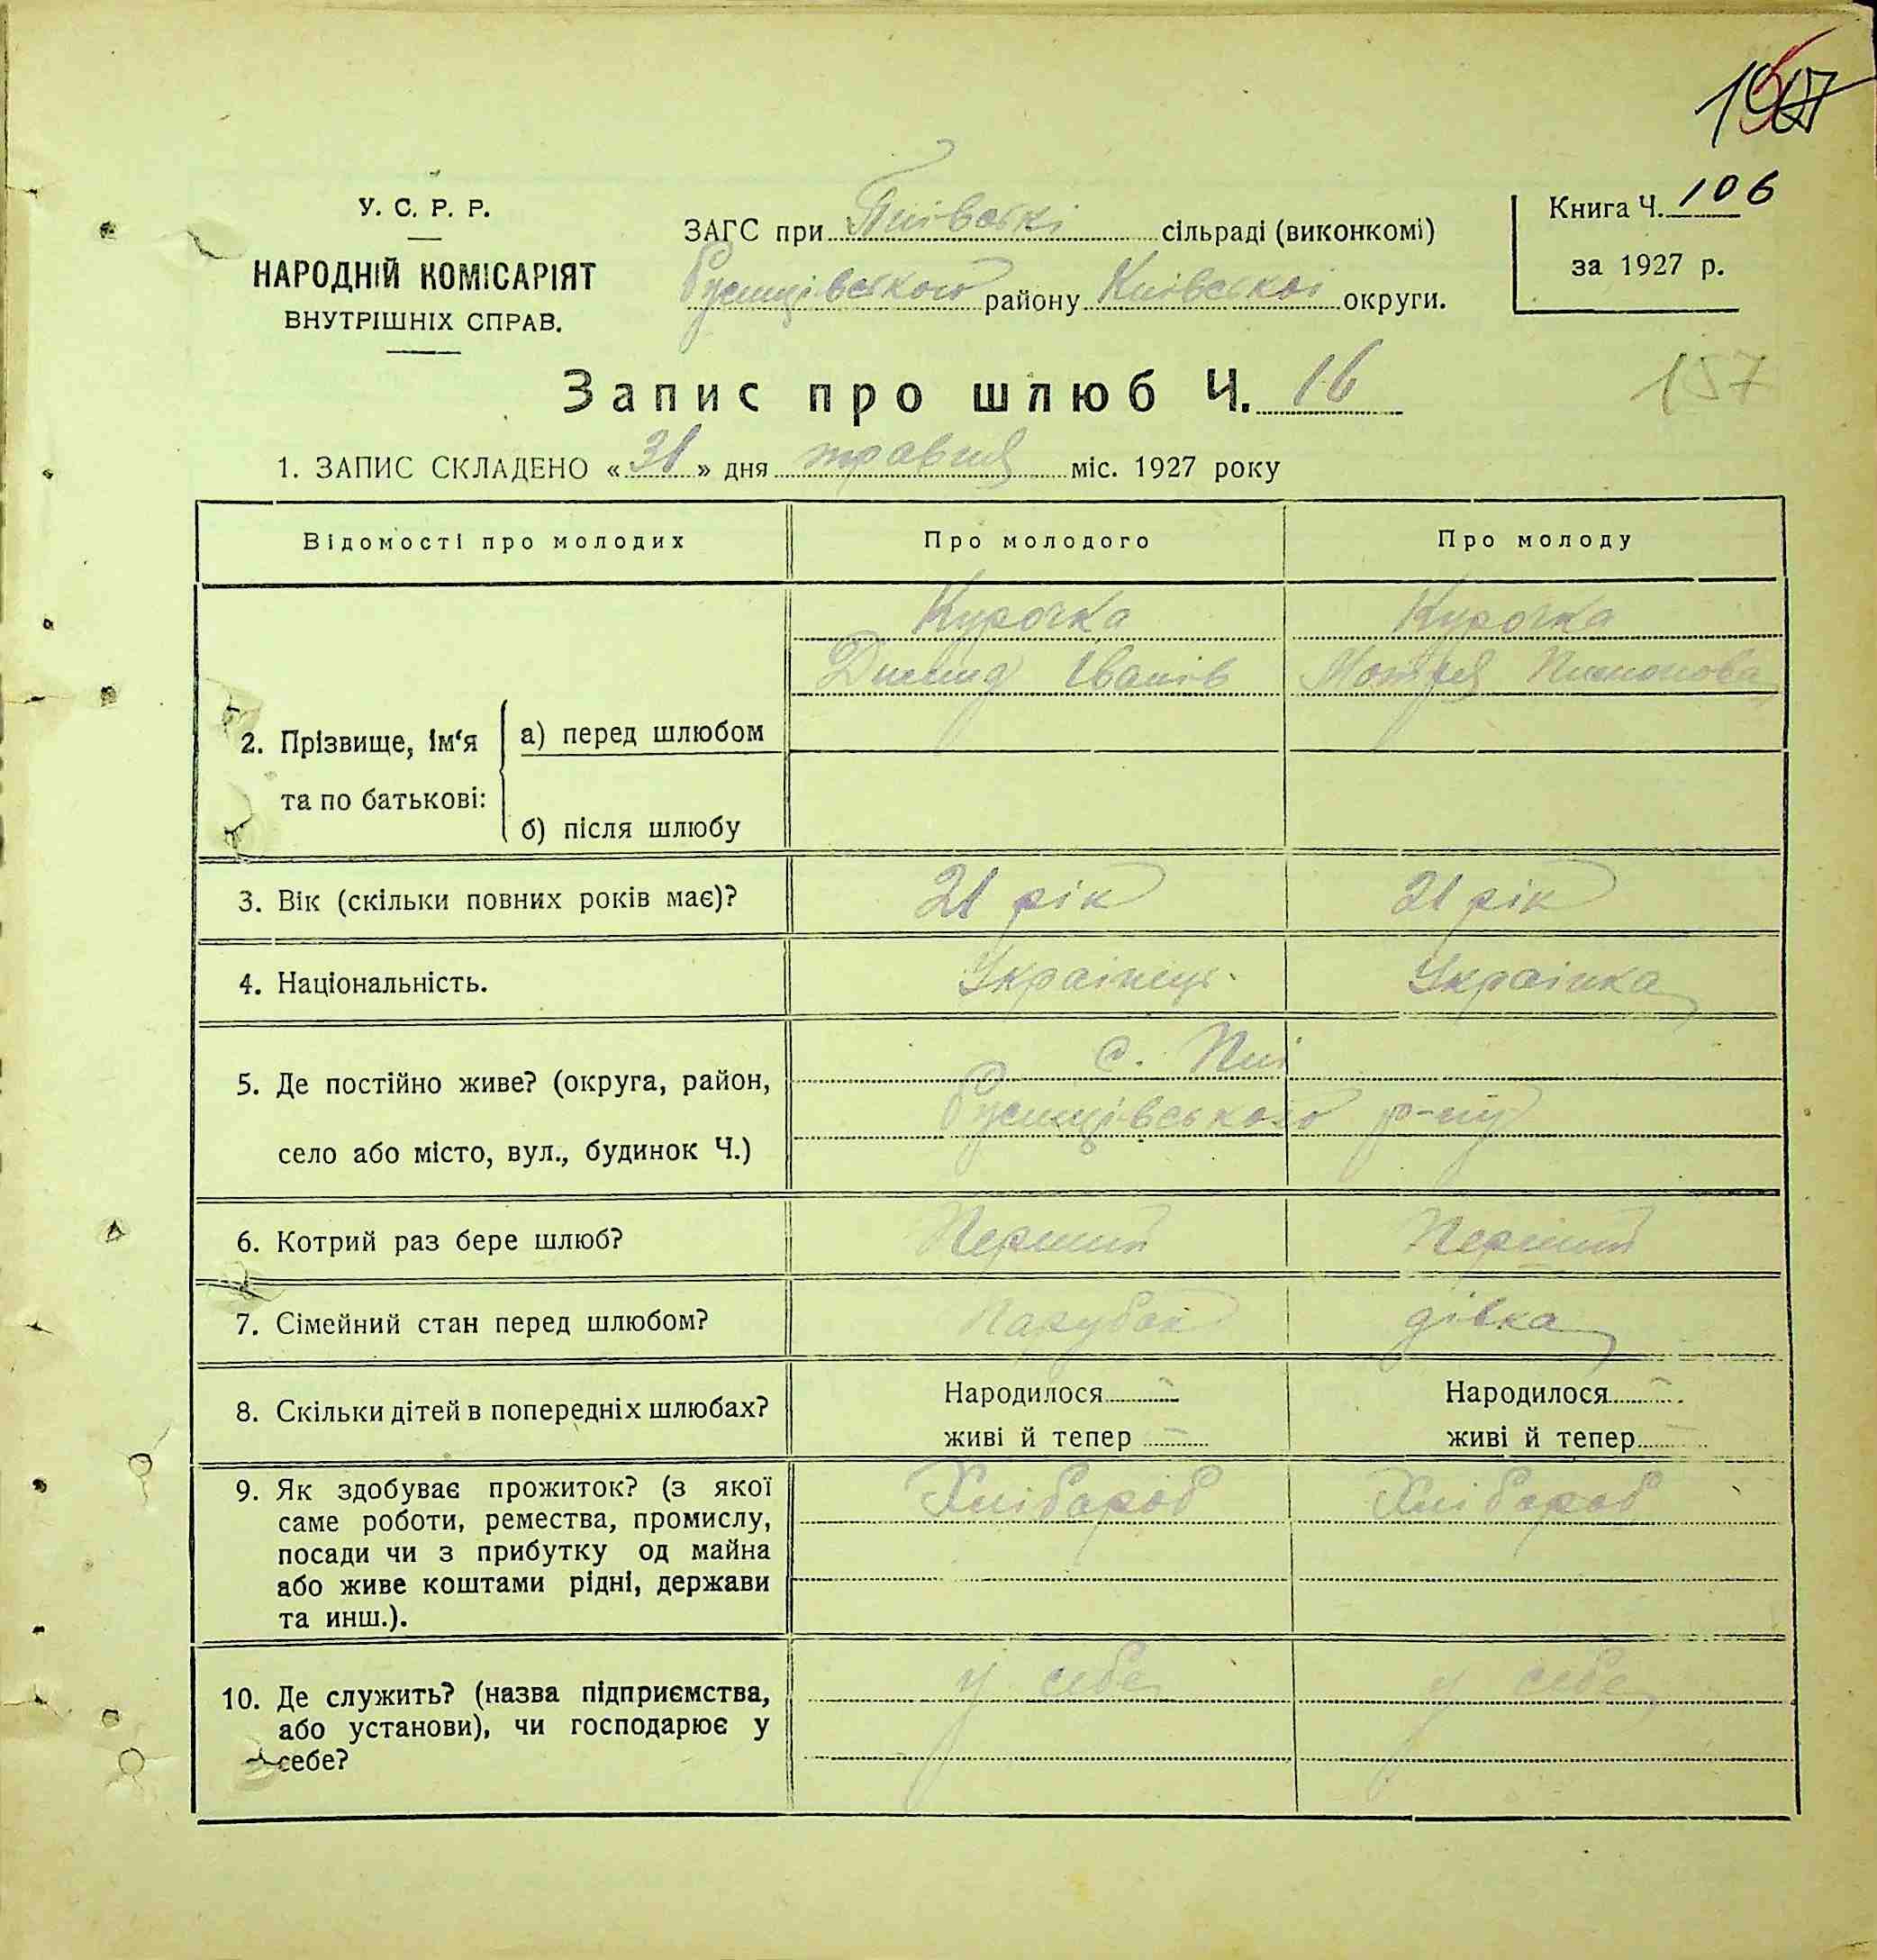 106
У. С. Р. Р.
НАРОДНІЙ КОМІСАРІЯТ
ВНУТРІШНІХ СПРАВ.
ЗАГС при Пиївські сільраді (виконкомі)
району Київської округи.
Книга Ч. 106
за 1927 р.
Запис про шлюб Ч. 16
157
1. ЗАПИС СКЛАДЕНО «31» дня травня міс. 1927 року
Відомості про молодих
Про молодого
Про молоду
2. Прізвище, ім‘я та по батькові:
а) перед шлюбом
Курочка
Іванів
Курочка
Мотря Пимонова
б) після шлюбу
3. Вік (скільки повних років має)?
21 рік
21 рік
4. Національність.
Українець
Українка
5. Де постійно живе? (округа, район,
село або місто, вул., будинок Ч.)
с. Пиї
р-ну
6. Котрий раз бере шлюб?
Перший
Перший
7. Сімейний стан перед шлюбом?
Парубок
дівка
8. Скільки дітей в попередніх шлюбах?
Народилося –
живі й тепер –
Народилося –
живі й тепер –
9. Як здобуває прожиток? (з якої
саме роботи, ремества, промислу,
посади чи з прибутку од майна
або живе коштами рідні, держави
та инш.).
Хлібороб
Хлібороб
10. Де служить? (назва підприємства,
або установи), чи господарює у
себе?
у себе
у себе